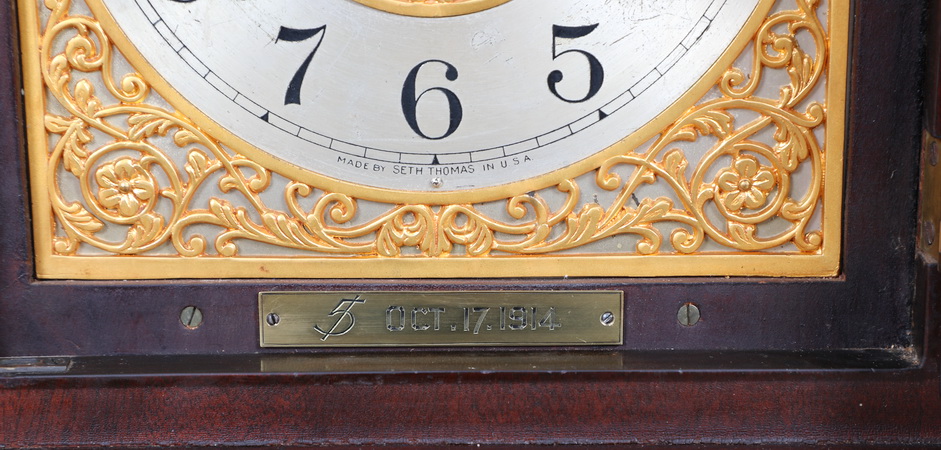 7 6 5
MADE BY SETH THOMAS IN U.S.A.
OCT. 17. 1914